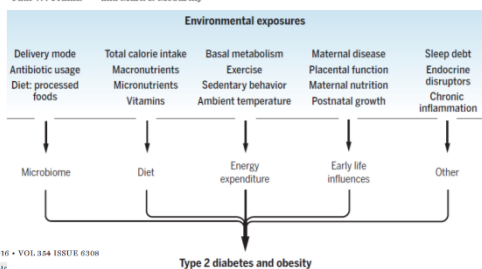 Environmental exposures
Delivery mode
Antibiotic usage
Diet: processed
foods
Total calorie intake
Macronutrients
Micronutrients
Vitamins
Basal metabolism
Exercise
Sedentary behavior
Ambient temperature
Maternal disease
Placental function
Maternal nutrition
Postnatal growth
Sleep debt
Endocrine
disruptors
Chronic
inflammation
Microbiome
Diet
Energy
expenditure
Early life
influences
Other
16 • VOL 354 ISSUE 6308
Type 2 diabetes and obesity